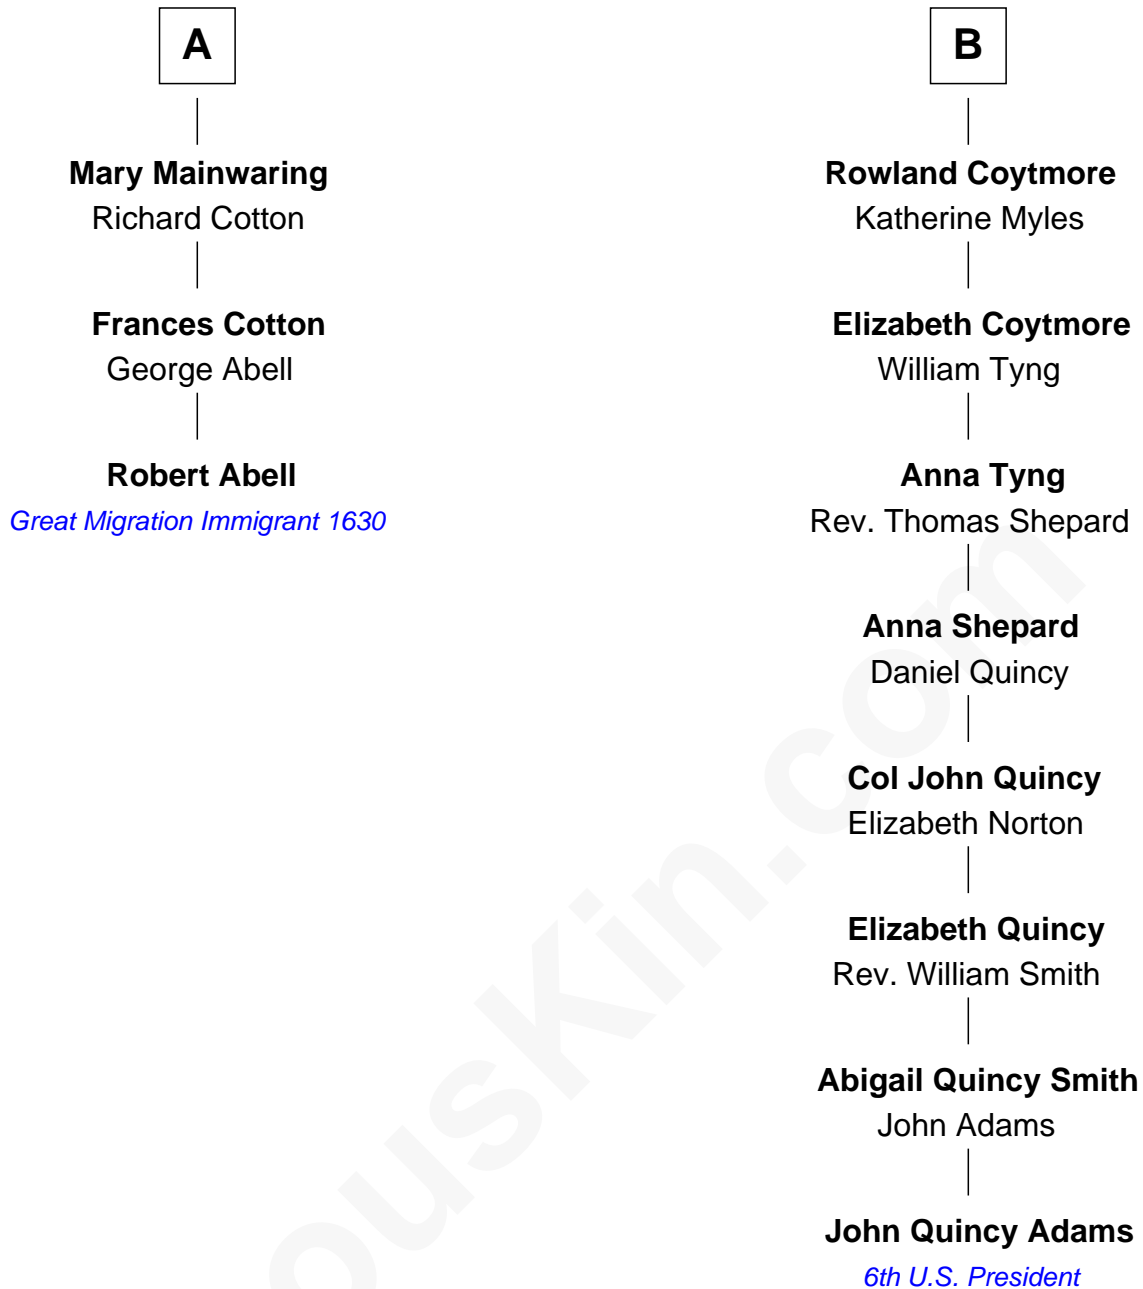 A
Mary Mainwaring
Richard Cotton
Frances Cotton
George Abell
Robert Abell
Great Migration Immigrant 1630
B
Rowland Coytmore
Katherine Myles
Elizabeth Coytmore
William Tyng
Anna Tyng
Rev. Thomas Shepard
Anna Shepard
Daniel Quincy
Col John Quincy
Elizabeth Norton
Elizabeth Quincy
Rev. William Smith
Abigail Quincy Smith
John Adams
John Quincy Adams
6th U.S. President
ousKin.com